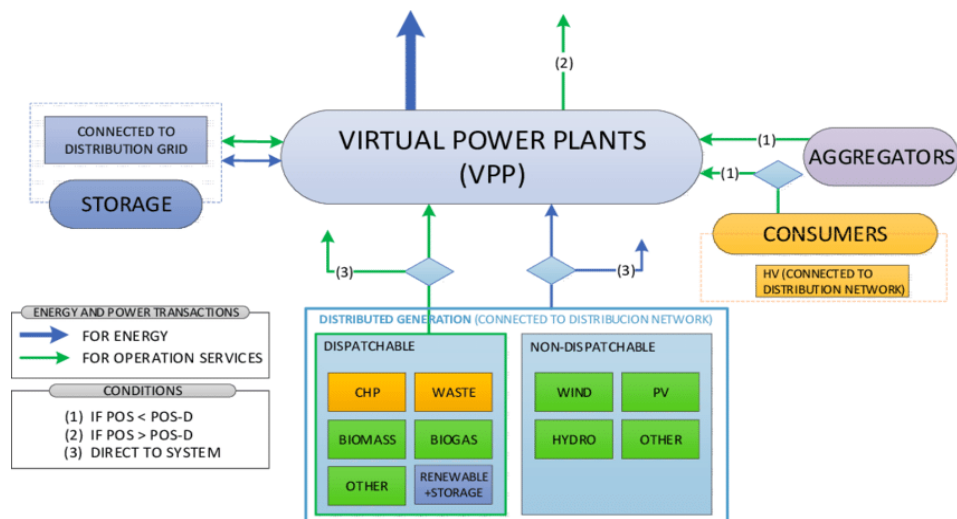 (2)
VIRTUAL POWER PLANTS
(VPP)
CONNECTED TO
DISTRIBUTION GRID
STORAGE
(1)
AGGREGATORS
(1)
CONSUMERS
HV (CONNECTED TO
DISTRIBUTION NETWORK)
(3)
(3)
ENERGY AND POWER TRANSACTIONS
FOR ENERGY
FOR OPERATION SERVICES
CONDITIONS
(1) IF POS < POS-D
(2) IF POS > POS-D
(3) DIRECT TO SYSTEM
DISTRIBUTED GENERATION (CONNECTED TO DISTRIBUCION NETWORK)
DISPATCHABLE
CHP
WASTE
BIOMASS
BIOGAS
OTHER
RENEWABLE
+STORAGE
NON-DISPATCHABLE
WIND
PV
HYDRO
OTHER